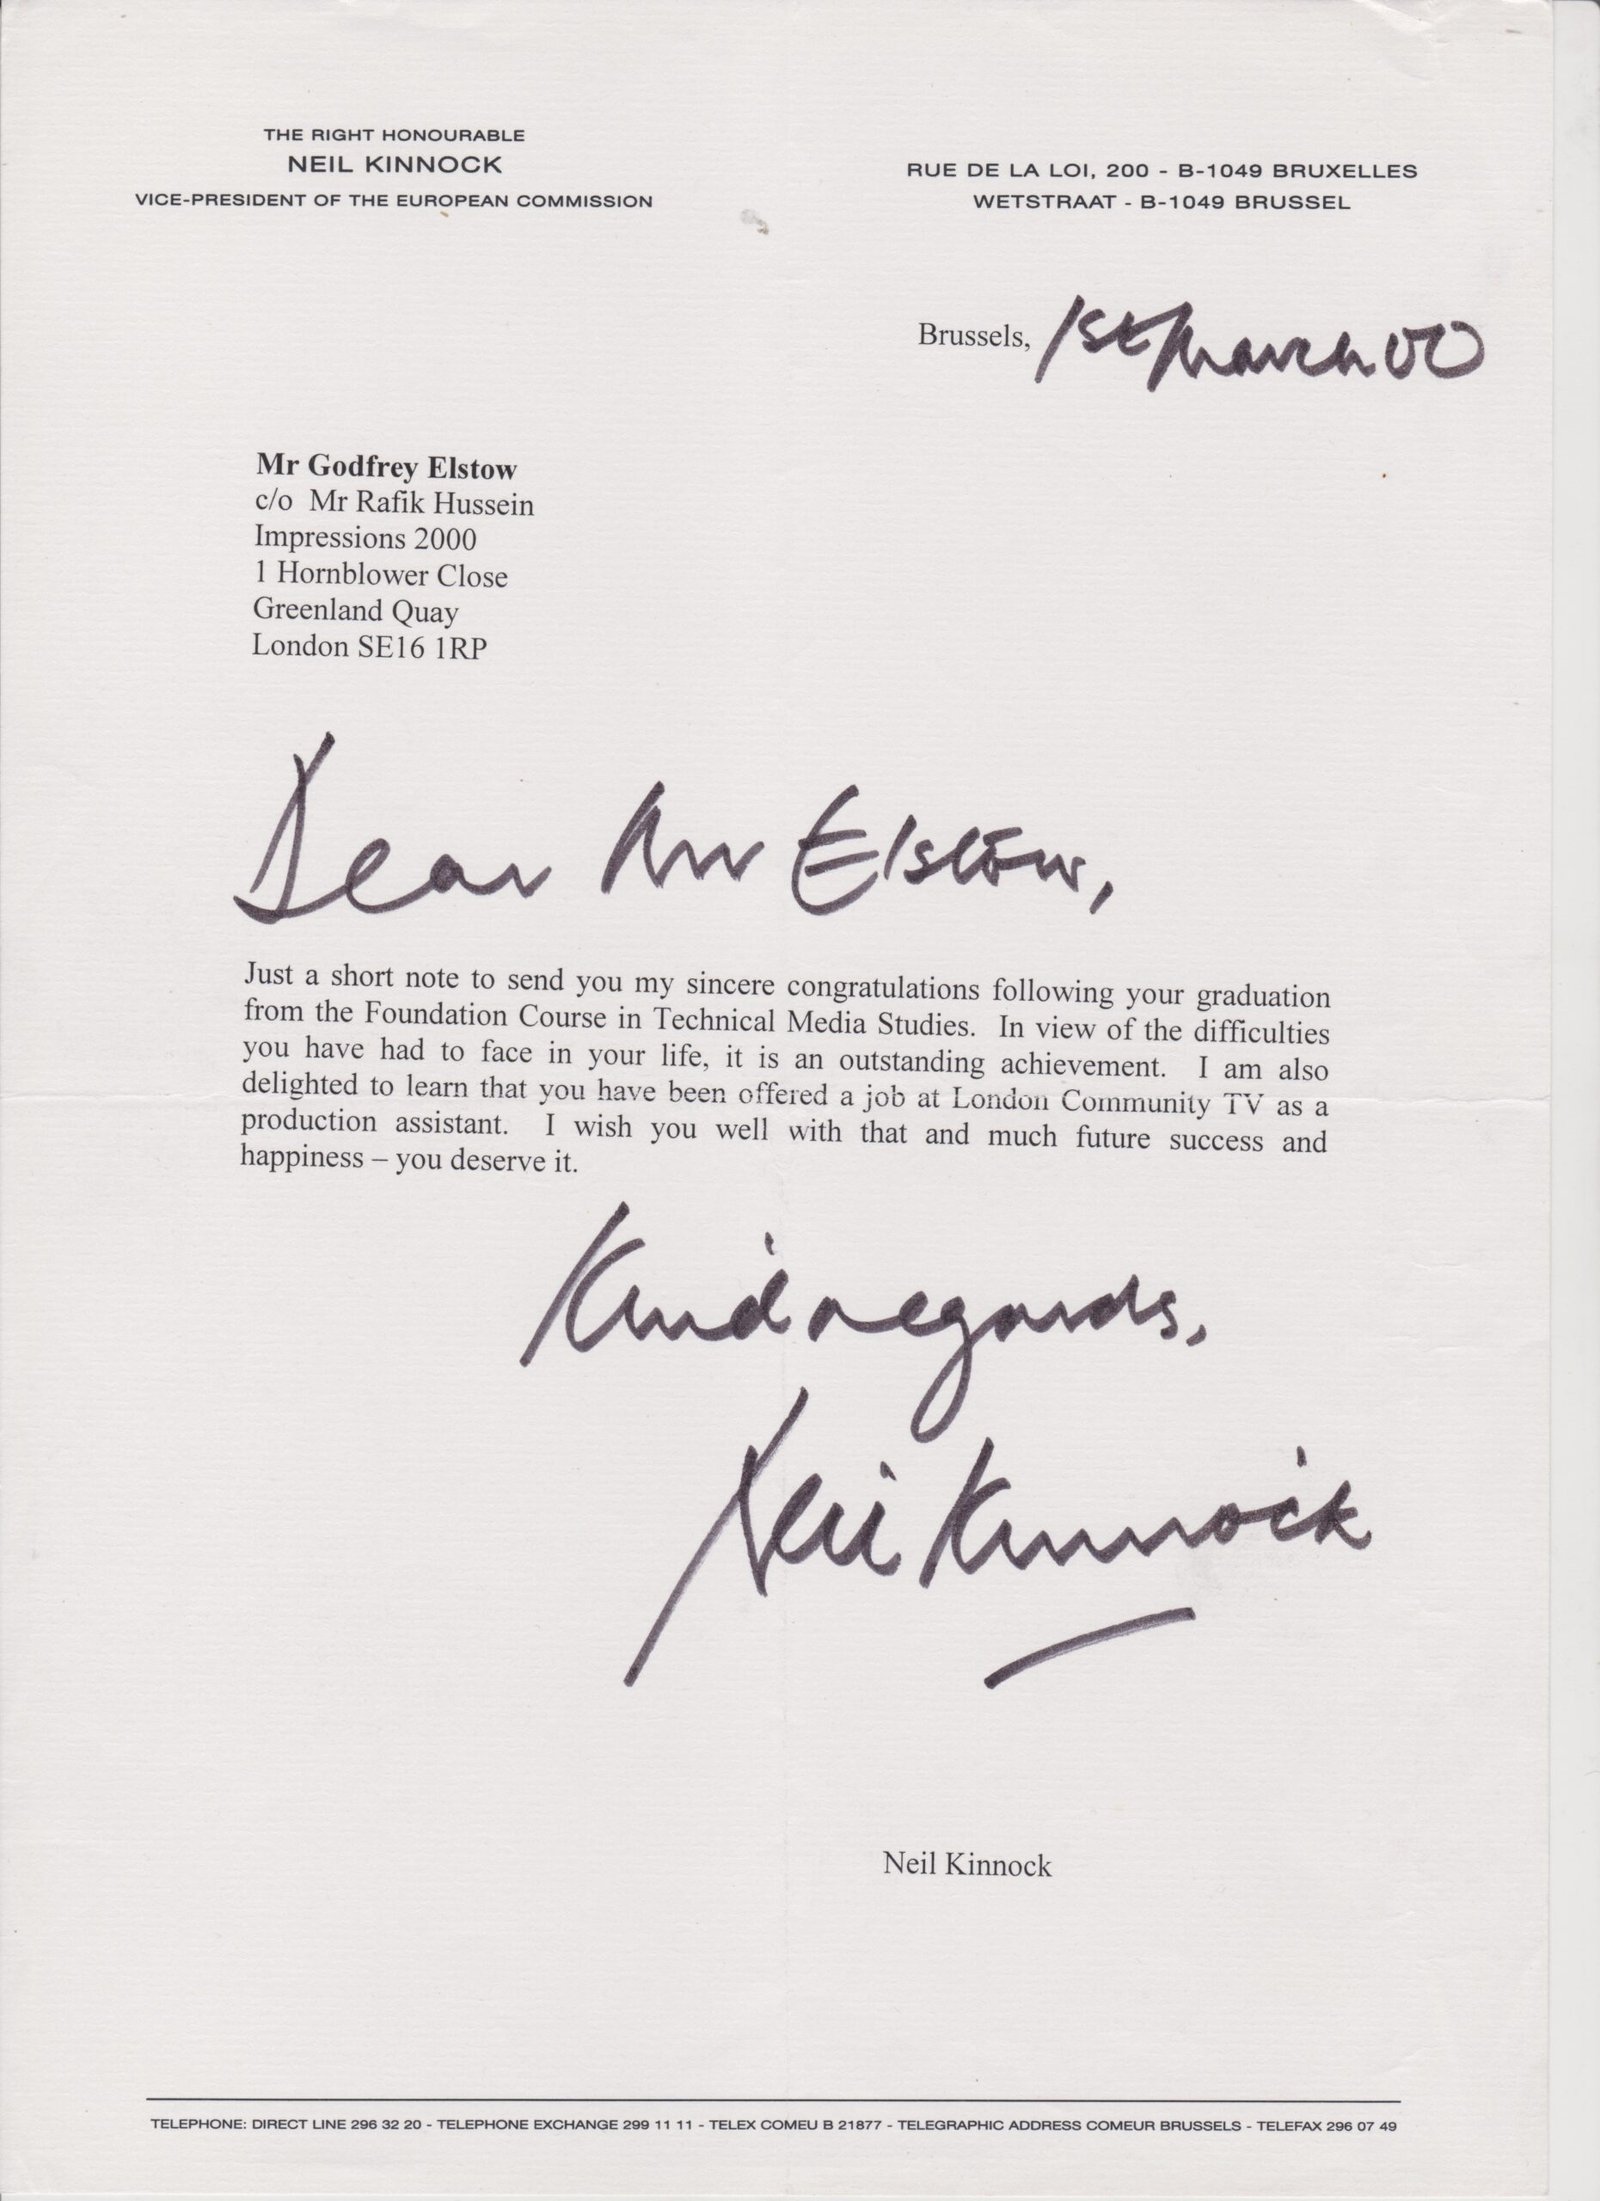 THE RIGHT HONOURABLE
NEIL KINNOCK
VICE-PRESIDENT OF THE EUROPEAN COMMISSION
RUE DE LA LOI, 200 - B-1049 BRUXELLES
WETSTRAAT - B-1049 BRUSSEL
Brussels, 1st March 00
Mr Godfrey Elstow
c/o Mr Rafik Hussein
Impressions 2000
1 Hornblower Close
Greenland Quay
London SE16 1RP
Dear Mr Elstow,
Just a short note to send you my sincere congratulations following your graduation
from the Foundation Course in Technical Media Studies. In view of the difficulties
you have had to face in your life, it is an outstanding achievement. I am also
delighted to learn that you have been offered a job at London Community TV as a
production assistant. I wish you well with that and much future success and
happiness – you deserve it.
Kind regards,
Neil Kinnock
Neil Kinnock
TELEPHONE: DIRECT LINE 296 32 20 - TELEPHONE EXCHANGE 299 11 11 - TELEX COMEU B 21877 - TELEGRAPHIC ADDRESS COMEUR BRUSSELS - TELEFAX 296 07 49